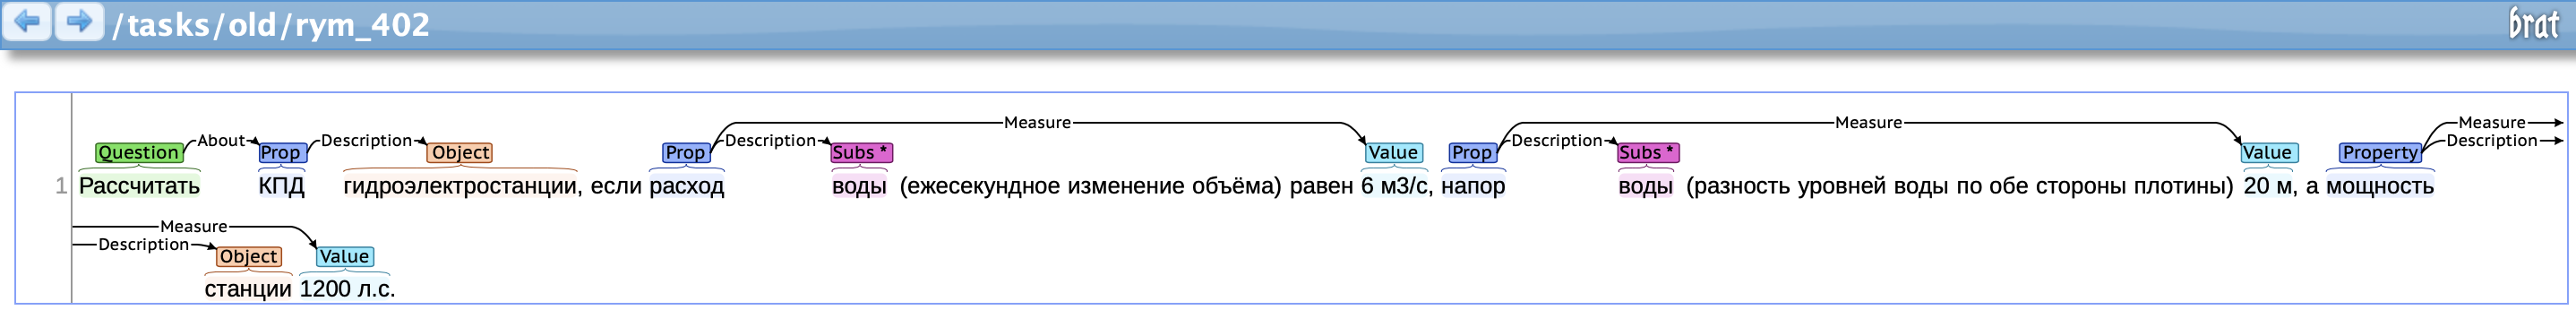 /tasks/old/rym_402
brat
Measure Measure Measure
About Description Description Description Description
Question Prop Object Prop Subs * Value Prop Subs * Value Property
1 Рассчитать КПД гидроэлектростанции, если расход воды (ежесекундное изменение объёма) равен 6 м3/с, напор воды (разность уровней воды по обе стороны плотины) 20 м, а мощность
Measure
Description
Object Value
станции 1200 л.с.